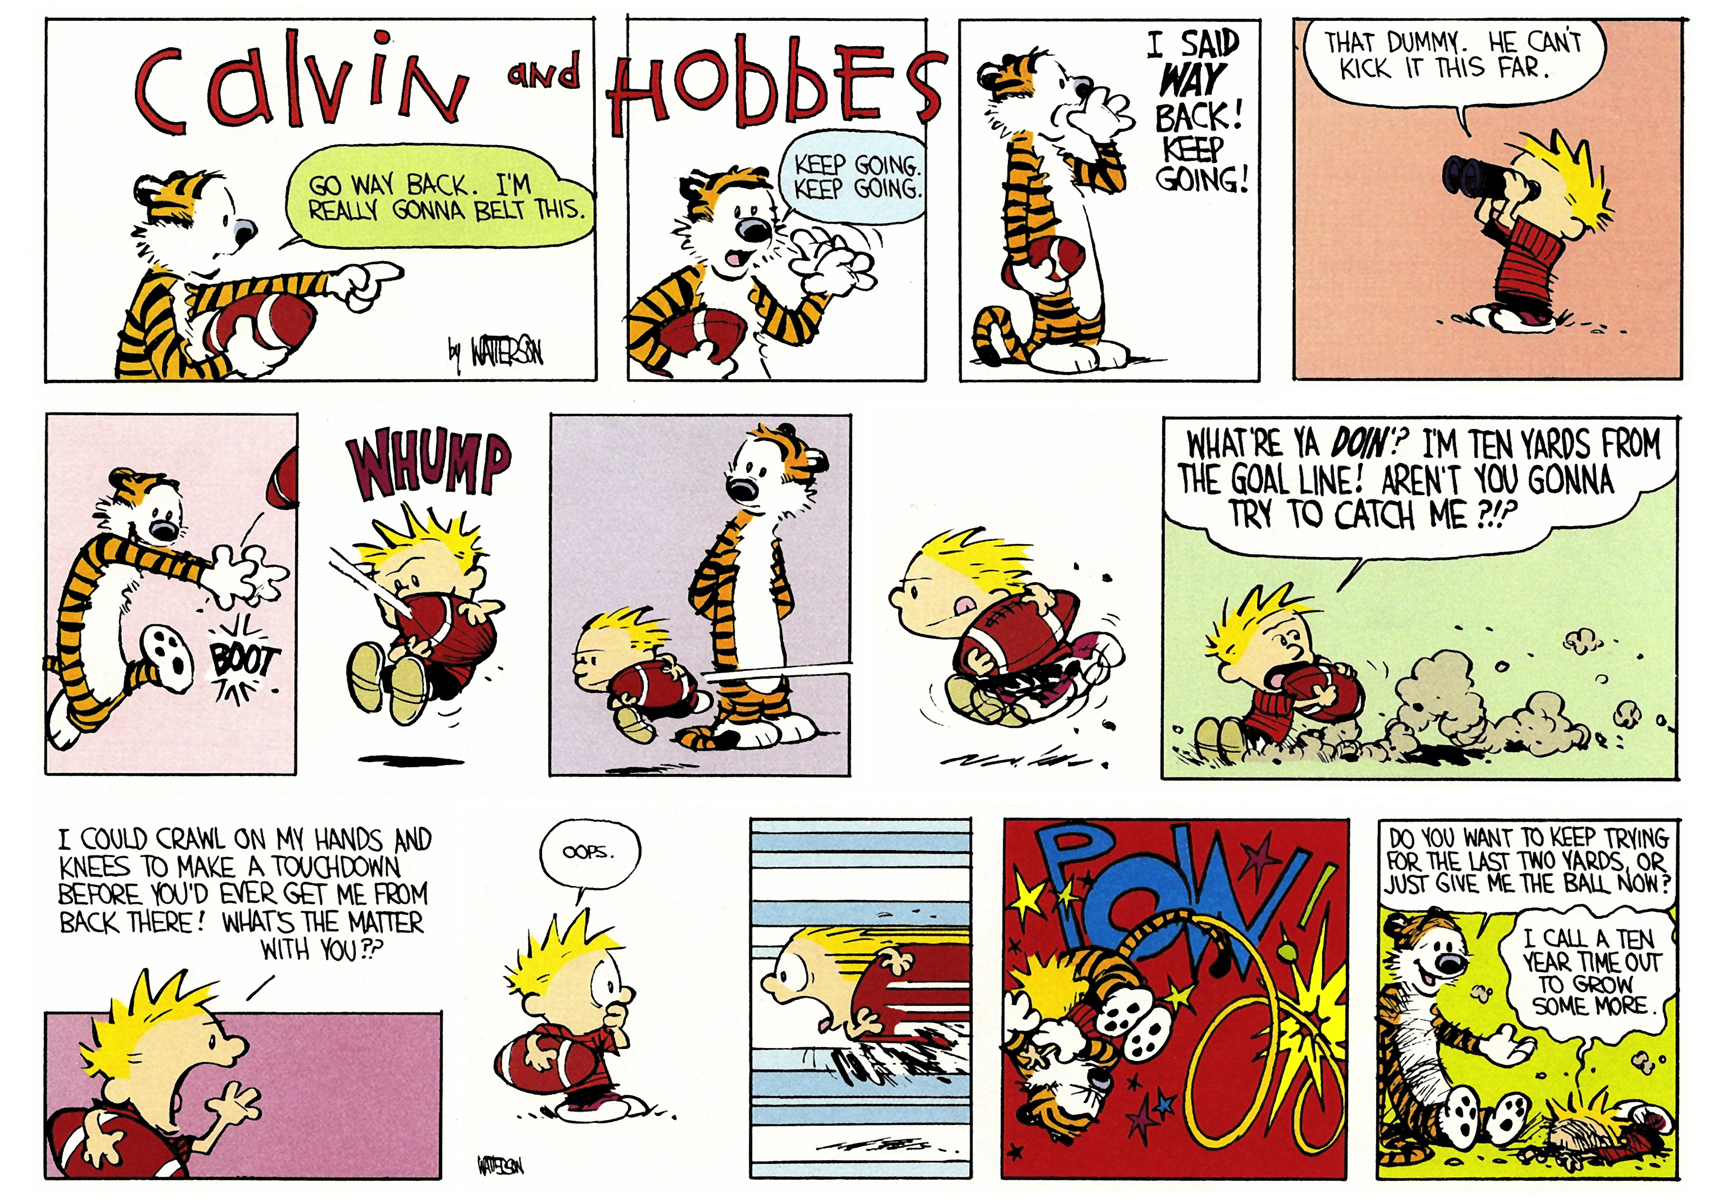 CALVIN and HOBBES
GO WAY BACK. I'M
REALLY GONNA BELT THIS.
by WATTERSON
KEEP GOING.
KEEP GOING.
I SAID
WAY
BACK!
KEEP
GOING!
THAT DUMMY. HE CAN'T
KICK IT THIS FAR.
BOOT
WHUMP
WHAT'RE YA DOIN'? I'M TEN YARDS FROM
THE GOAL LINE! AREN'T YOU GONNA
TRY TO CATCH ME?!?
I COULD CRAWL ON MY HANDS AND
KNEES TO MAKE A TOUCHDOWN
BEFORE YOU'D EVER GET ME FROM
BACK THERE! WHAT'S THE MATTER
WITH YOU??
OOPS.
WATTERSON
POW!
DO YOU WANT TO KEEP TRYING
FOR THE LAST TWO YARDS, OR
JUST GIVE ME THE BALL NOW?
I CALL A TEN
YEAR TIME OUT
TO GROW
SOME MORE.